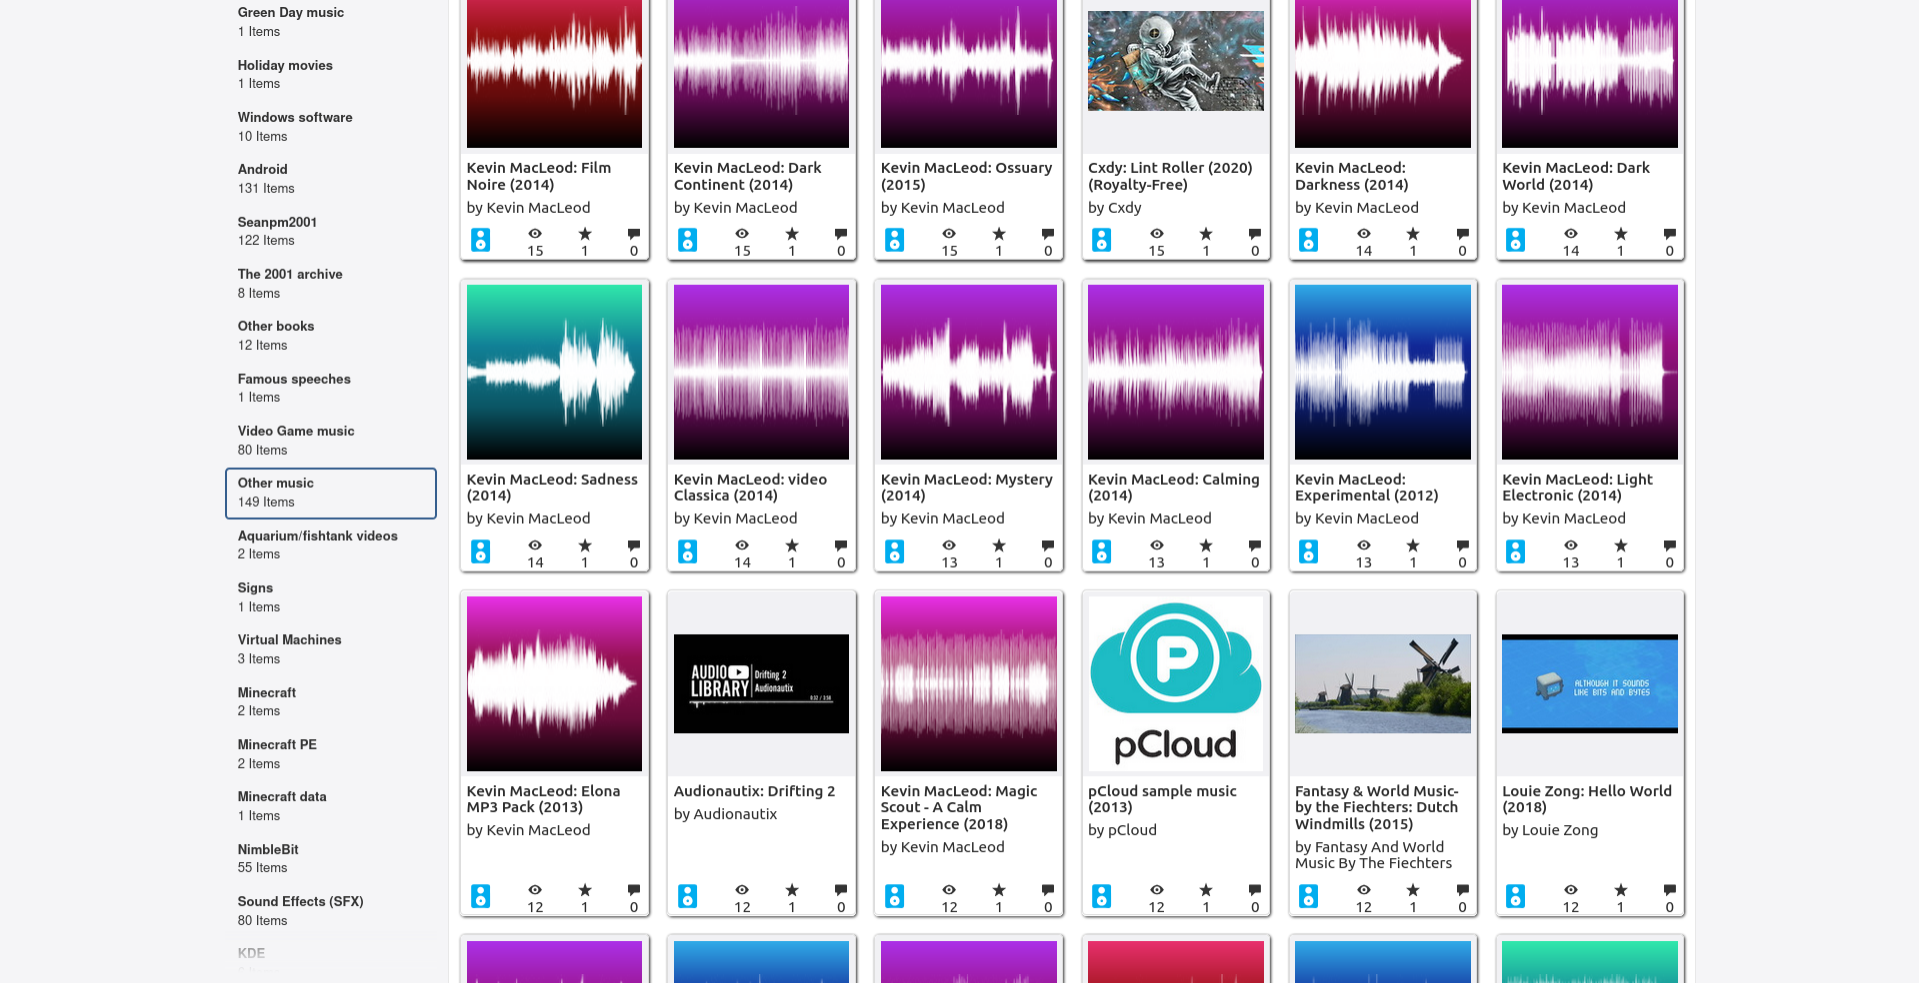 Green Day music
1 Items
Holiday movies
1 Items
Windows software
10 Items
Android
131 Items
Seanpm2001
122 Items
The 2001 archive
8 Items
Other books
12 Items
Famous speeches
1 Items
Video Game music
80 Items
Other music
149 Items
Aquarium/fishtank videos
2 Items
Signs
1 Items
Virtual Machines
3 Items
Minecraft
2 Items
Minecraft PE
2 Items
Minecraft data
1 Items
NimbleBit
55 Items
Sound Effects (SFX)
80 Items
KDE
Kevin MacLeod: Film
Noire (2014)
by Kevin MacLeod
15 1 0
Kevin MacLeod: Dark
Continent (2014)
by Kevin MacLeod
15 1 0
Kevin MacLeod: Ossuary
(2015)
by Kevin MacLeod
15 1 0
Cxdy: Lint Roller (2020)
(Royalty-Free)
by Cxdy
15 1 0
Kevin MacLeod:
Darkness (2014)
by Kevin MacLeod
14 1 0
Kevin MacLeod: Dark
World (2014)
by Kevin MacLeod
14 1 0
Kevin MacLeod: Sadness
(2014)
by Kevin MacLeod
14 1 0
Kevin MacLeod: video
Classica (2014)
by Kevin MacLeod
14 1 0
Kevin MacLeod: Mystery
(2014)
by Kevin MacLeod
13 1 0
Kevin MacLeod: Calming
(2014)
by Kevin MacLeod
13 1 0
Kevin MacLeod:
Experimental (2012)
by Kevin MacLeod
13 1 0
Kevin MacLeod: Light
Electronic (2014)
by Kevin MacLeod
13 1 0
Kevin MacLeod: Elona
MP3 Pack (2013)
by Kevin MacLeod
12 1 0
AUDIO
LIBRARY
Drifting 2
Audionautix
Audionautix: Drifting 2
by Audionautix
12 1 0
Kevin MacLeod: Magic
Scout - A Calm
Experience (2018)
by Kevin MacLeod
12 1 0
P
pCloud
pCloud sample music
(2013)
by pCloud
12 1 0
Fantasy & World Music-
by the Fiechters: Dutch
Windmills (2015)
by Fantasy And World
Music By The Fiechters
12 1 0
ALTHOUGH IT SOUNDS
LIKE BITS AND BYTES
Louie Zong: Hello World
(2018)
by Louie Zong
12 1 0